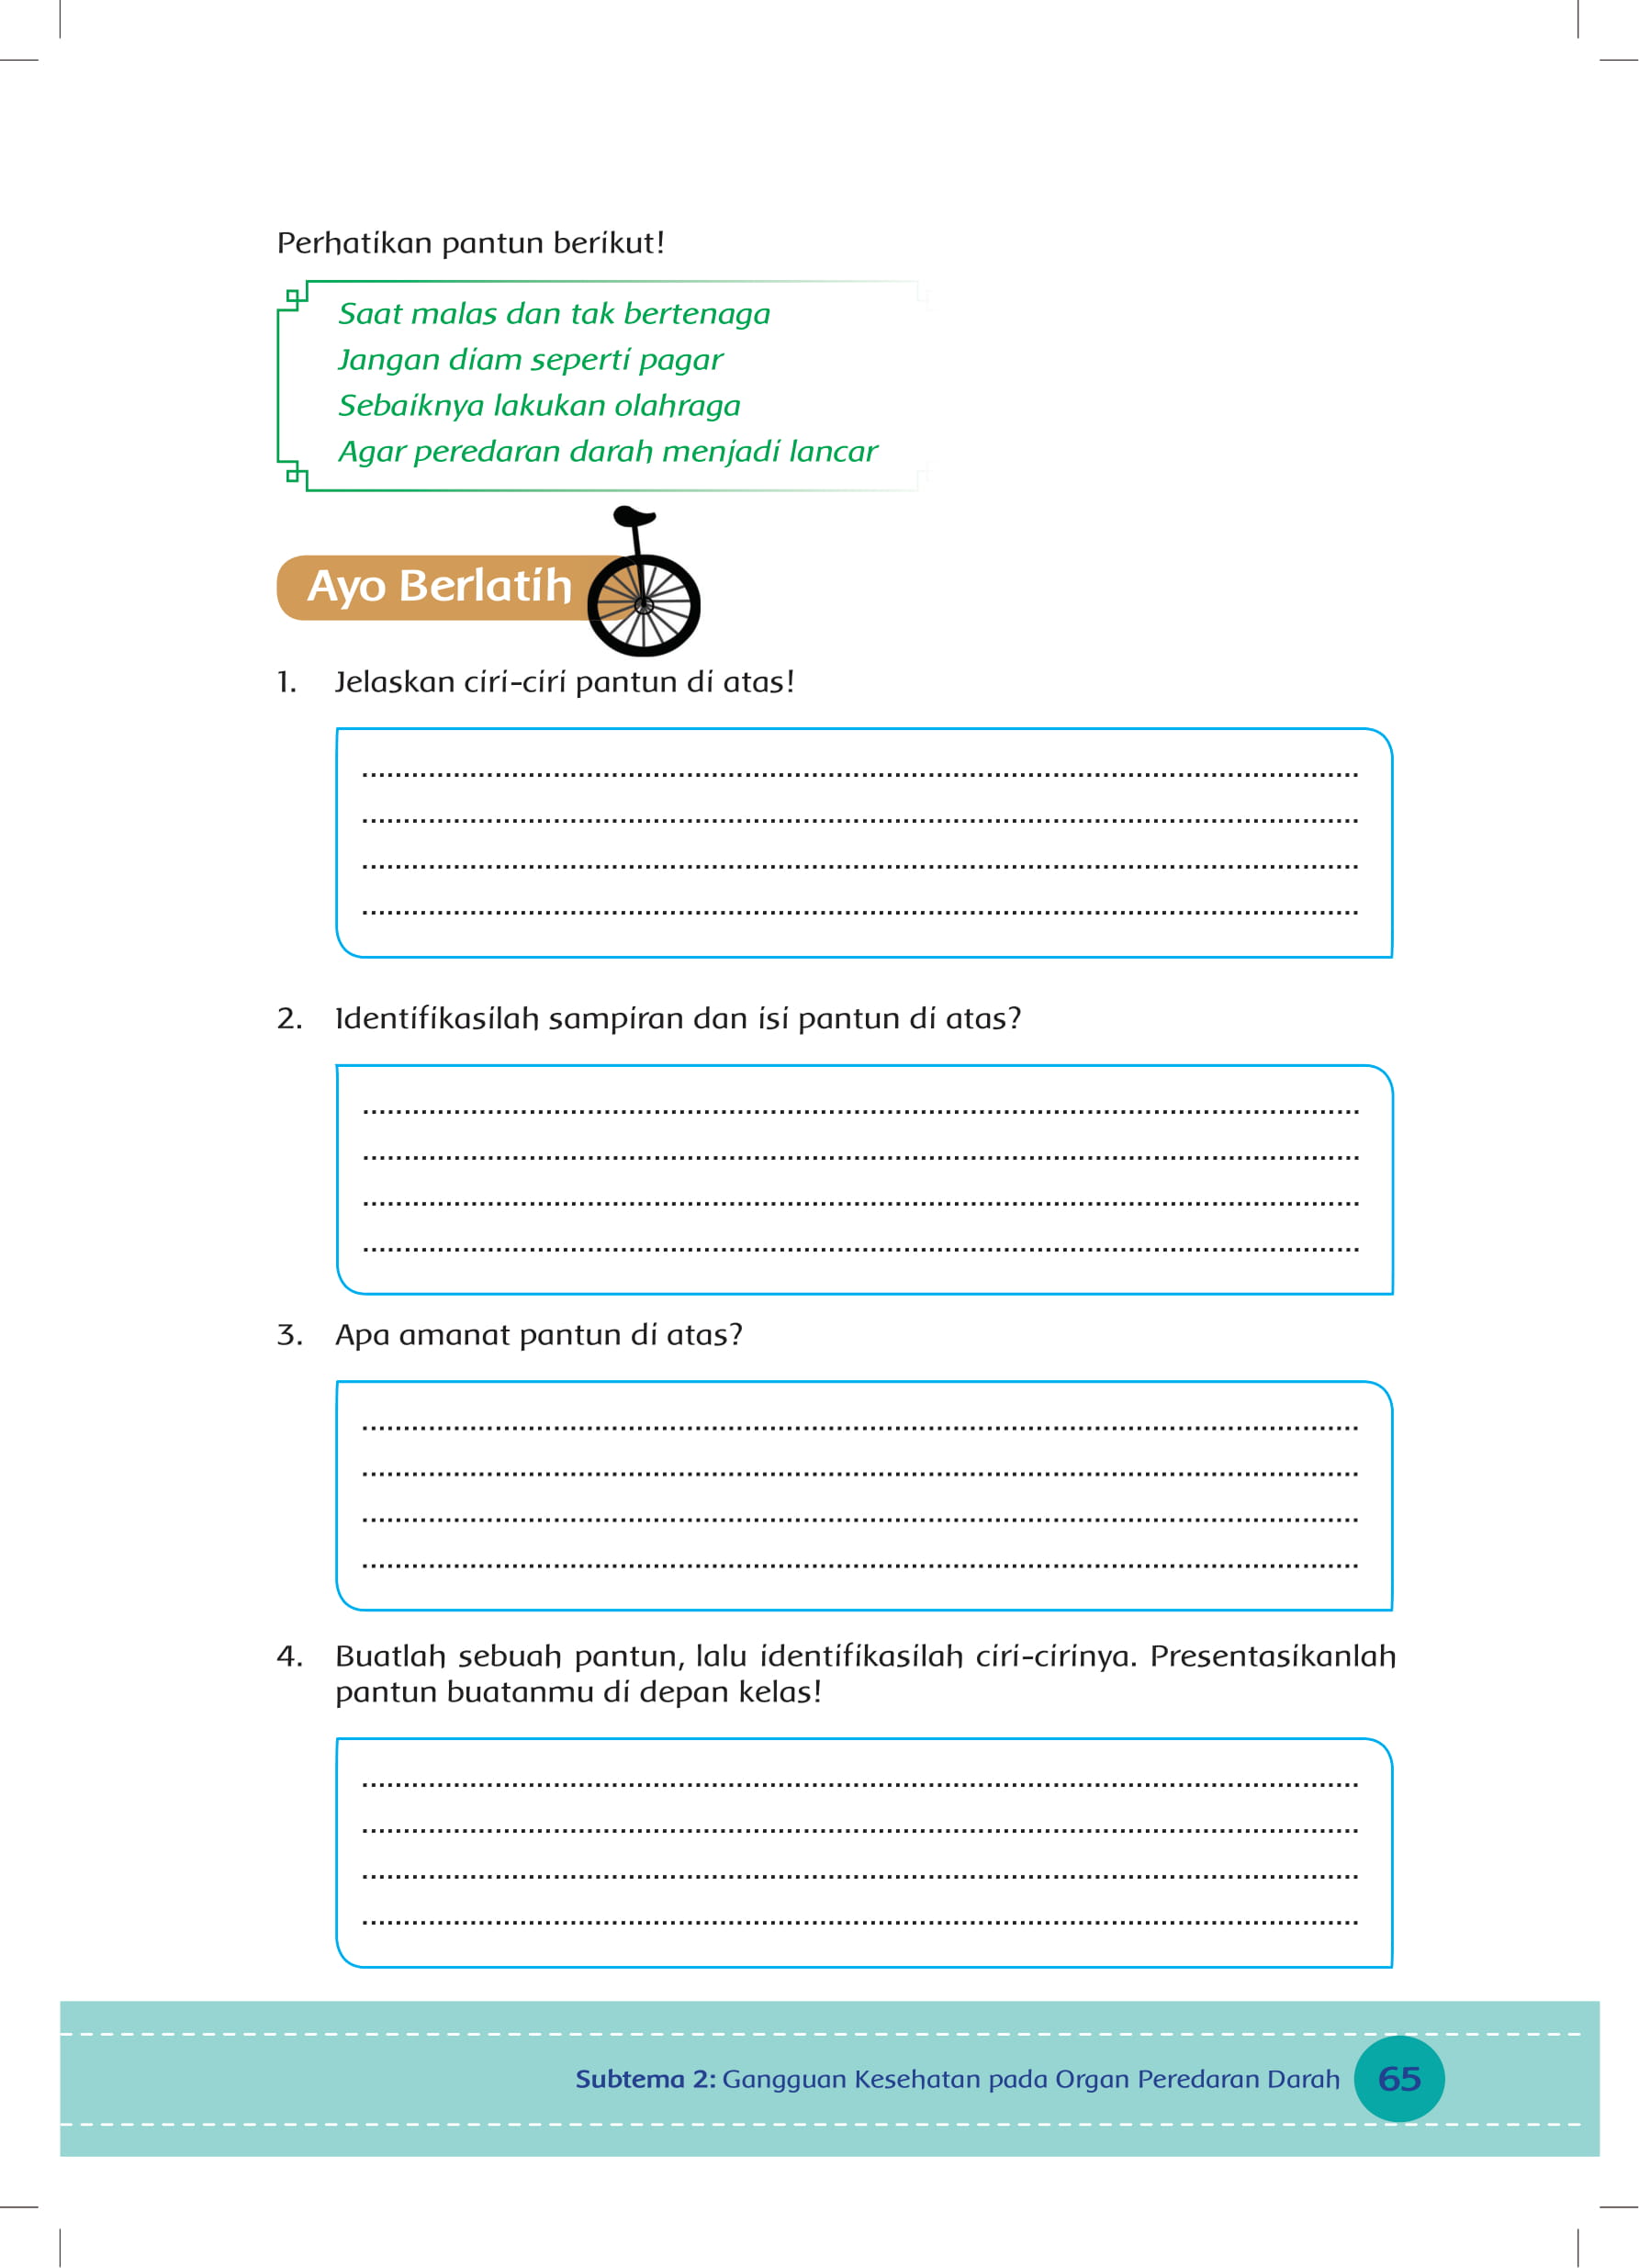 Perhatikan pantun berikut!
Saat malas dan tak bertenaga
Jangan diam seperti pagar
Sebaiknya lakukan olahraga
Agar peredaran darah menjadi lancar
Ayo Berlatih
1. Jelaskan ciri-ciri pantun di atas!
2. Identifikasilah sampiran dan isi pantun di atas?
3. Apa amanat pantun di atas?
4. Buatlah sebuah pantun, lalu identifikasilah ciri-cirinya. Presentasikanlah
pantun buatanmu di depan kelas!
Subtema 2: Gangguan Kesehatan pada Organ Peredaran Darah 65